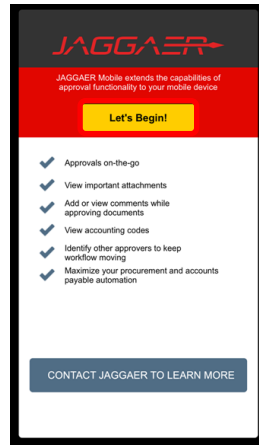 JAGGAER
JAGGAER Mobile extends the capabilities of
approval functionality to your mobile device
Let's Begin!
Approvals on-the-go
View important attachments
Add or view comments while
approving documents
View accounting codes
Identify other approvers to keep
workflow moving
Maximize your procurement and accounts
payable automation
CONTACT JAGGAER TO LEARN MORE